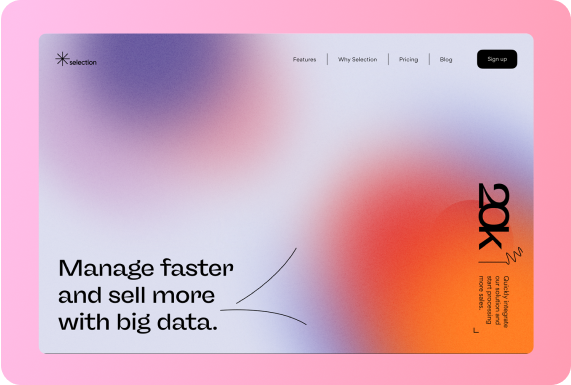 selection
Features
Why Selection
Pricing
Blog
Sign up
20k
Quickly integrate
our solution and
start processing
more sales.
Manage faster
and sell more
with big data.